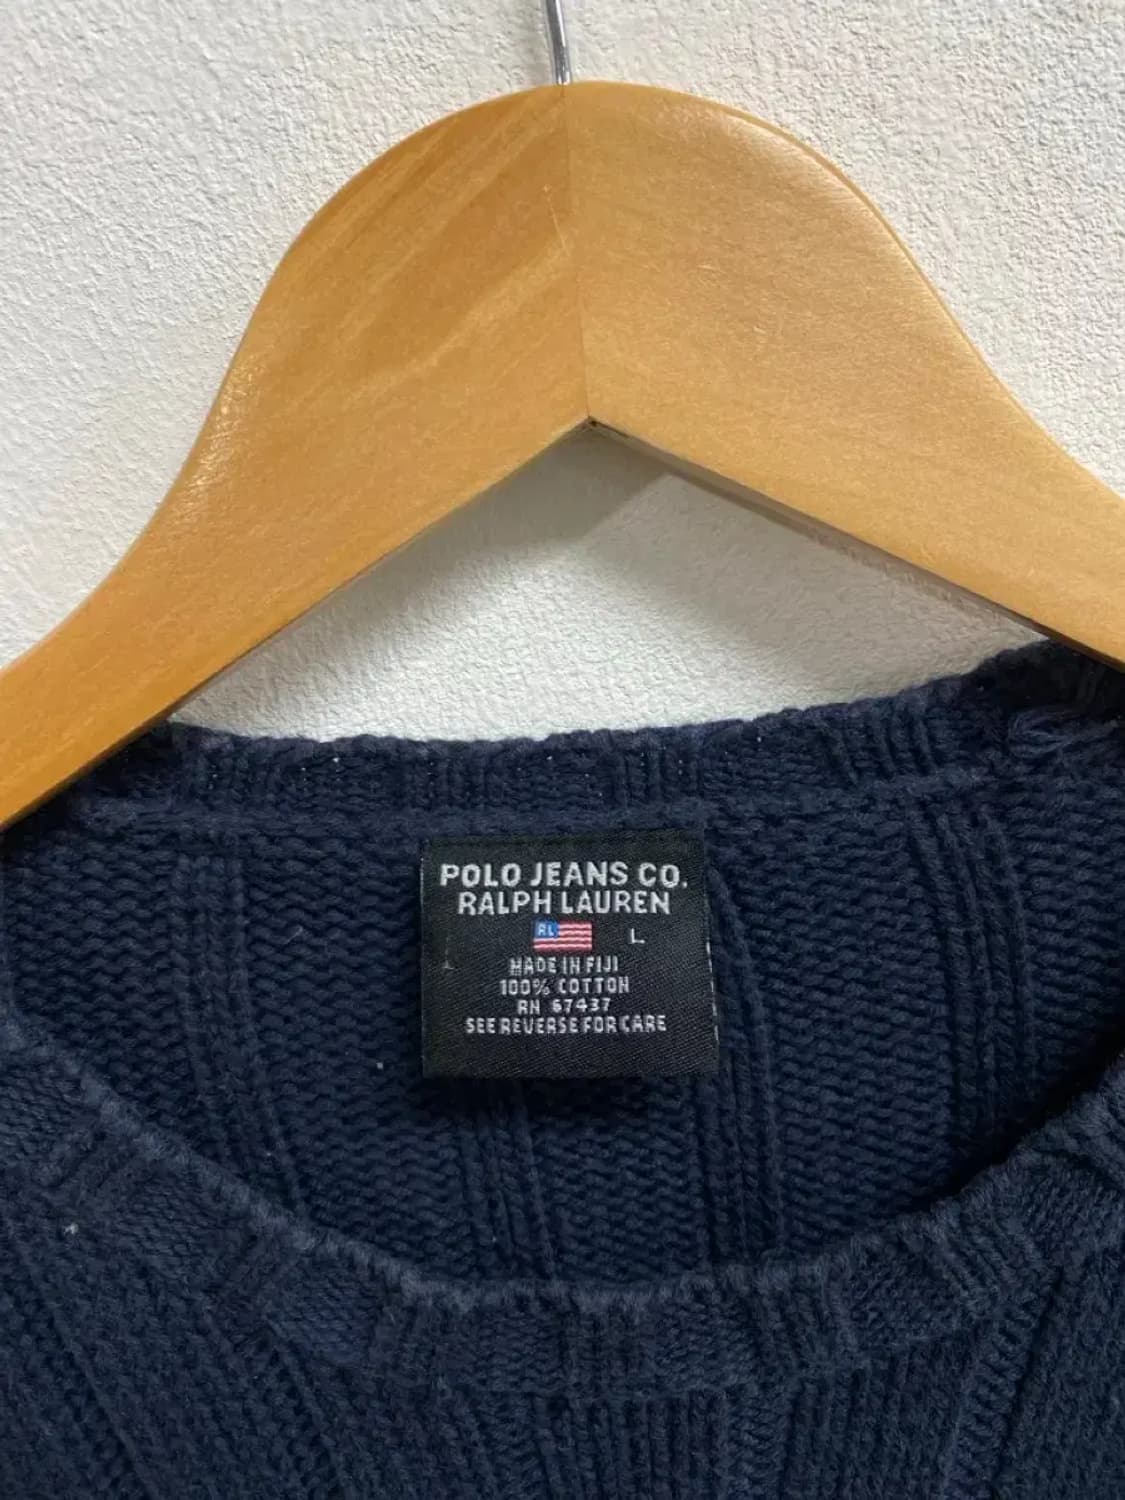 POLO JEANS CO.
RALPH LAUREN
RL L
MADE IN FIJI
100% COTTON
RN 67437
SEE REVERSE FOR CARE